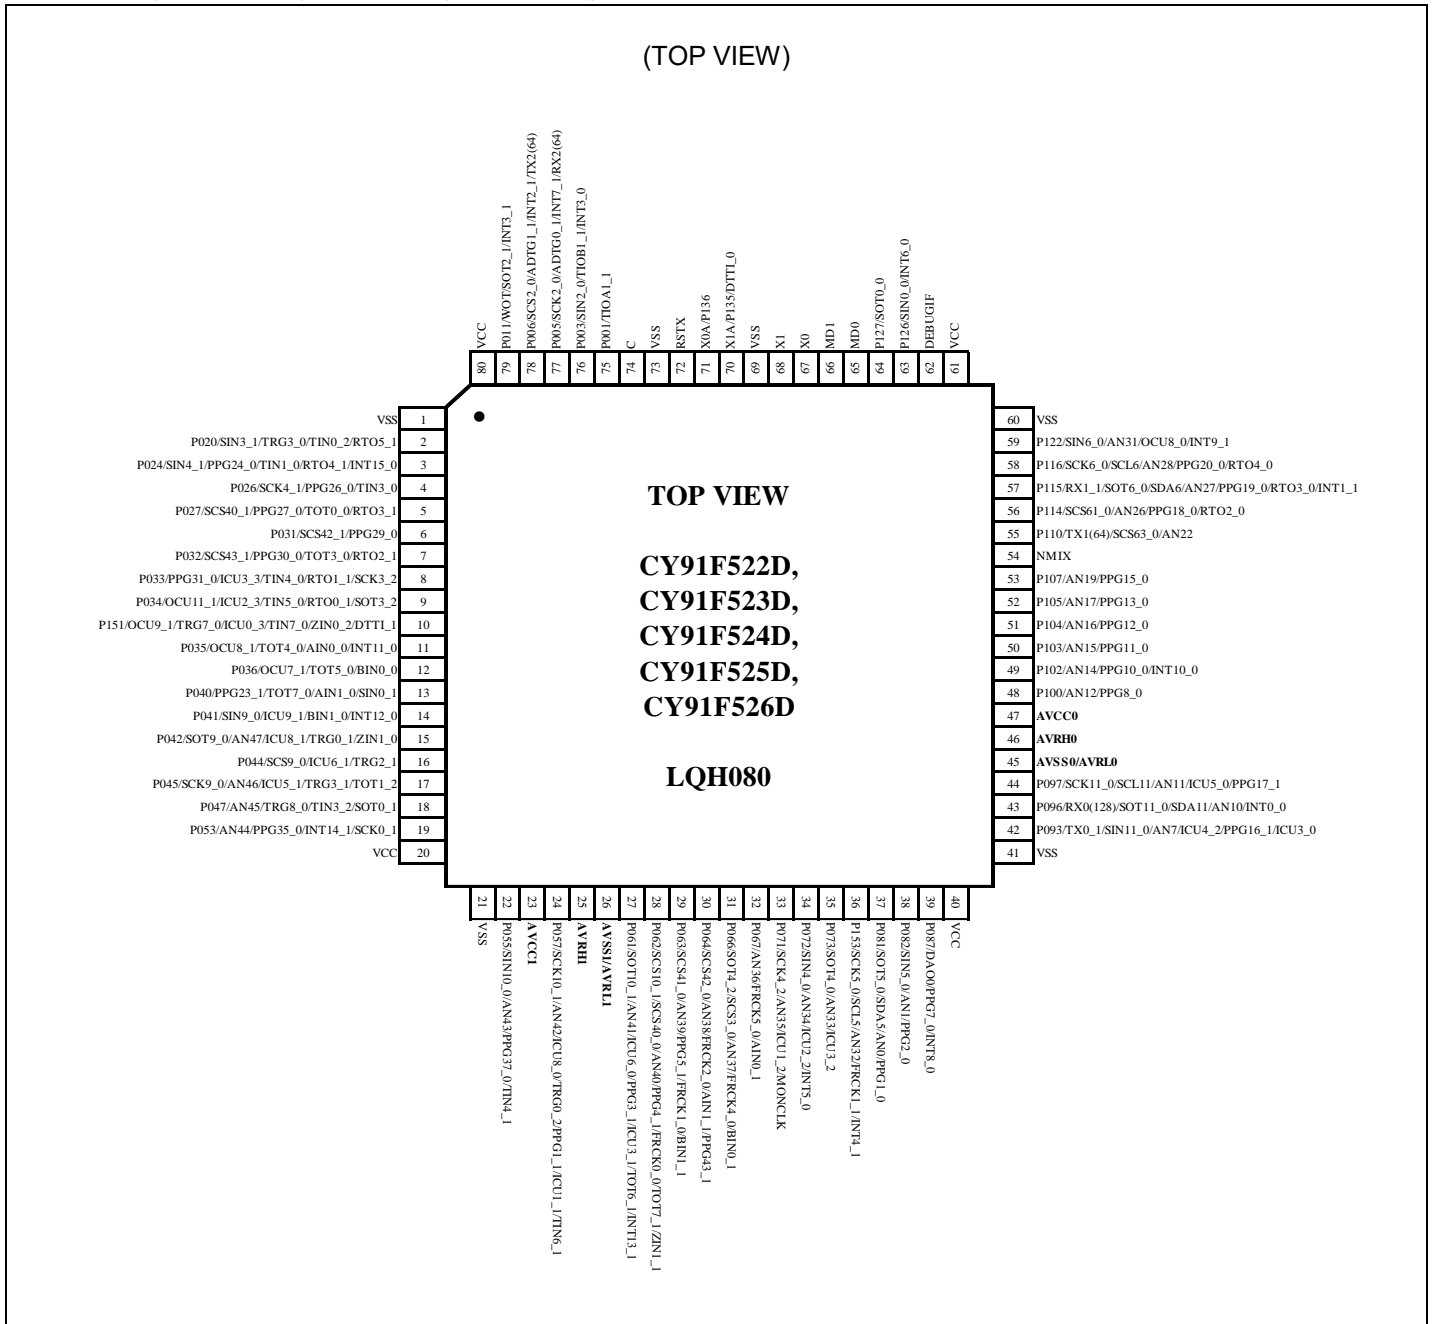 (TOP VIEW)
80 VCC
79 P011/WOT/SOT2_1/INT3_1
78 P006/SCS2_0/ADTG1_1/INT2_1/TX2(64)
77 P005/SCK2_0/ADTG0_1/INT7_1/RX2(64)
76 P003/SIN2_0/TIOB1_1/INT3_0
75 P001/TIOA1_1
74 C
73 VSS
72 RSTX
71 X0A/P136
70 X1A/P135/DTTI_0
69 VSS
68 X1
67 X0
66 MD1
65 MD0
64 P127/SOT0_0
63 P126/SIN0_0/INT6_0
62 DEBUGIF
61 VCC
VSS 1
P020/SIN3_1/TRG3_0/TIN0_2/RTO5_1 2
P024/SIN4_1/PPG24_0/TIN1_0/RTO4_1/INT15_0 3
P026/SCK4_1/PPG26_0/TIN3_0 4
P027/SCS40_1/PPG27_0/TOT0_0/RTO3_1 5
P031/SCS42_1/PPG29_0 6
P032/SCS43_1/PPG30_0/TOT3_0/RTO2_1 7
P033/PPG31_0/ICU3_3/TIN4_0/RTO1_1/SCK3_2 8
P034/OCU11_1/ICU2_3/TIN5_0/RTO0_1/SOT3_2 9
P151/OCU9_1/TRG7_0/ICU0_3/TIN7_0/ZIN0_2/DTTI_1 10
P035/OCU8_1/TOT4_0/AIN0_0/INT11_0 11
P036/OCU7_1/TOT5_0/BIN0_0 12
P040/PPG23_1/TOT7_0/AIN1_0/SIN0_1 13
P041/SIN9_0/ICU9_1/BIN1_0/INT12_0 14
P042/SOT9_0/AN47/ICU8_1/TRG0_1/ZIN1_0 15
P044/SCS9_0/ICU6_1/TRG2_1 16
P045/SCK9_0/AN46/ICU5_1/TRG3_1/TOT1_2 17
P047/AN45/TRG8_0/TIN3_2/SOT0_1 18
P053/AN44/PPG35_0/INT14_1/SCK0_1 19
VCC 20
TOP VIEW
CY91F522D,
CY91F523D,
CY91F524D,
CY91F525D,
CY91F526D
LQH080
60 VSS
59 P122/SIN6_0/AN31/OCU8_0/INT9_1
58 P116/SCK6_0/SCL6/AN28/PPG20_0/RTO4_0
57 P115/RX1_1/SOT6_0/SDA6/AN27/PPG19_0/RTO3_0/INT1_1
56 P114/SCS61_0/AN26/PPG18_0/RTO2_0
55 P110/TX1(64)/SCS63_0/AN22
54 NMIX
53 P107/AN19/PPG15_0
52 P105/AN17/PPG13_0
51 P104/AN16/PPG12_0
50 P103/AN15/PPG11_0
49 P102/AN14/PPG10_0/INT10_0
48 P100/AN12/PPG8_0
47 AVCC0
46 AVRH0
45 AVSS0/AVRL0
44 P097/SCK11_0/SCL11/AN11/ICU5_0/PPG17_1
43 P096/RX0(128)/SOT11_0/SDA11/AN10/INT0_0
42 P093/TX0_1/SIN11_0/AN7/ICU4_2/PPG16_1/ICU3_0
41 VSS
21 VSS
22 P055/SIN10_0/AN43/PPG37_0/TIN4_1
23 AVCC1
24 P057/SCK10_1/AN42/ICU8_0/TRG0_2/PPG1_1/ICU1_1/TIN6_1
25 AVRH1
26 AVSS1/AVRL1
27 P061/SOT10_1/AN41/ICU6_0/PPG3_1/ICU3_1/TOT6_1/INT13_1
28 P062/SCS10_1/SCS40_0/AN40/PPG4_1/FRCK0_0/TOT7_1/ZIN1_1
29 P063/SCS41_0/AN39/PPG5_1/FRCK1_0/BIN1_1
30 P064/SCS42_0/AN38/FRCK2_0/AIN1_1/PPG43_1
31 P066/SOT4_2/SCS3_0/AN37/FRCK4_0/BIN0_1
32 P067/AN36/FRCK5_0/AIN0_1
33 P071/SCK4_2/AN35/ICU1_2/MONCLK
34 P072/SIN4_0/AN34/ICU2_2/INT5_0
35 P073/SOT4_0/AN33/ICU3_2
36 P153/SCK5_0/SCL5/AN32/FRCK1_1/INT4_1
37 P081/SOT5_0/SDA5/AN0/PPG1_0
38 P082/SIN5_0/AN1/PPG2_0
39 P087/DAO0/PPG7_0/INT8_0
40 VCC